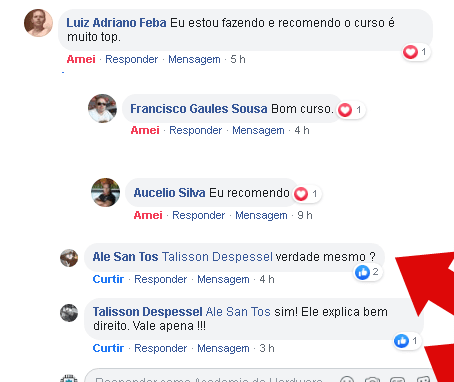 Luiz Adriano Feba Eu estou fazendo e recomendo o curso é
muito top.
1
Amei · Responder · Mensagem · 5 h
Francisco Gaules Sousa Bom curso.
1
Amei · Responder · Mensagem · 4 h
Aucelio Silva Eu recomendo
1
Amei · Responder · Mensagem · 9 h
Ale San Tos Talisson Despessel verdade mesmo ?
2
Curtir · Responder · Mensagem · 4 h
Talisson Despessel Ale San Tos sim! Ele explica bem
direito. Vale apena !!!
1
Curtir · Responder · Mensagem · 3 h
Responder como Academia do Hardware